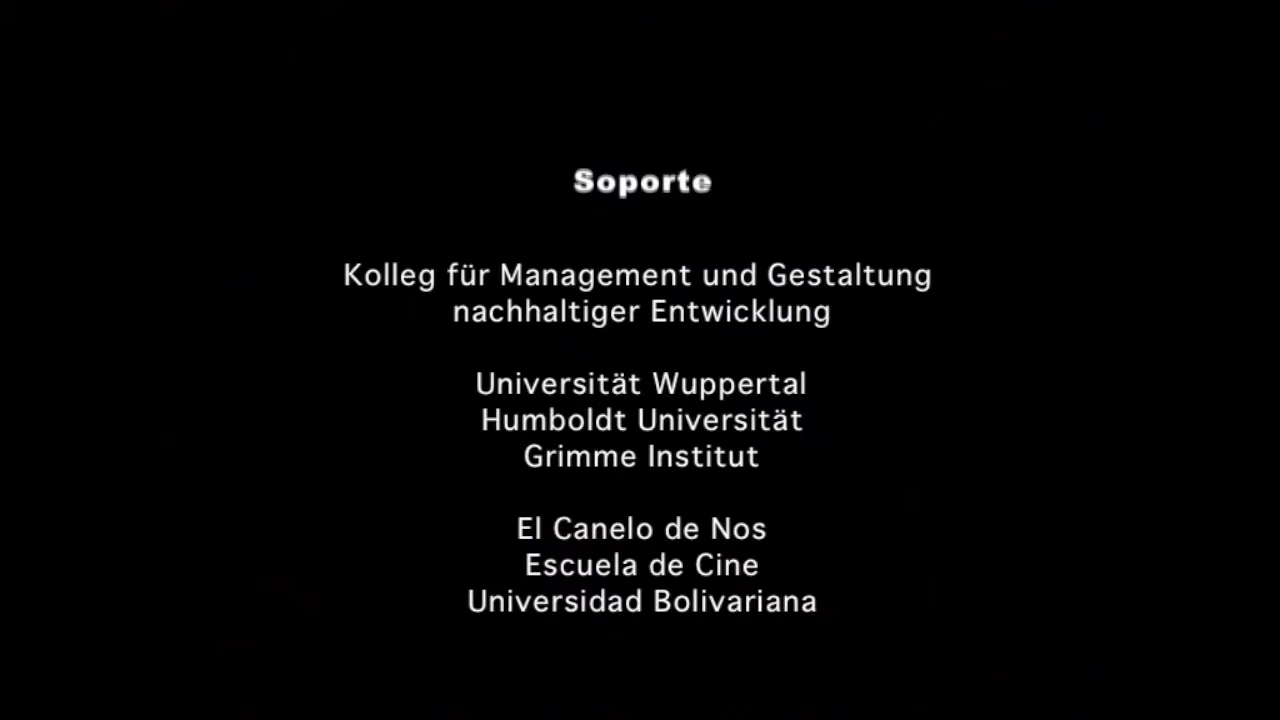 Soporte
Kolleg für Management und Gestaltung
nachhaltiger Entwicklung
Universität Wuppertal
Humboldt Universität
Grimme Institut
El Canelo de Nos
Escuela de Cine
Universidad Bolivariana